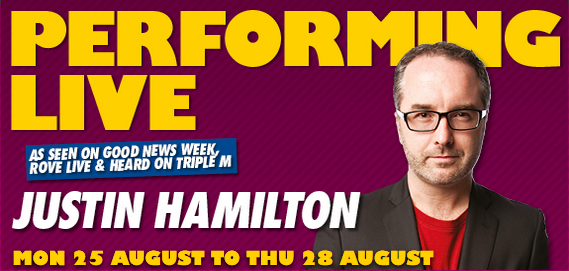 PERFORMING
LIVE
AS SEEN ON GOOD NEWS WEEK,
ROVE LIVE & HEARD ON TRIPLE M
JUSTIN HAMILTON
MON 25 AUGUST TO THU 28 AUGUST